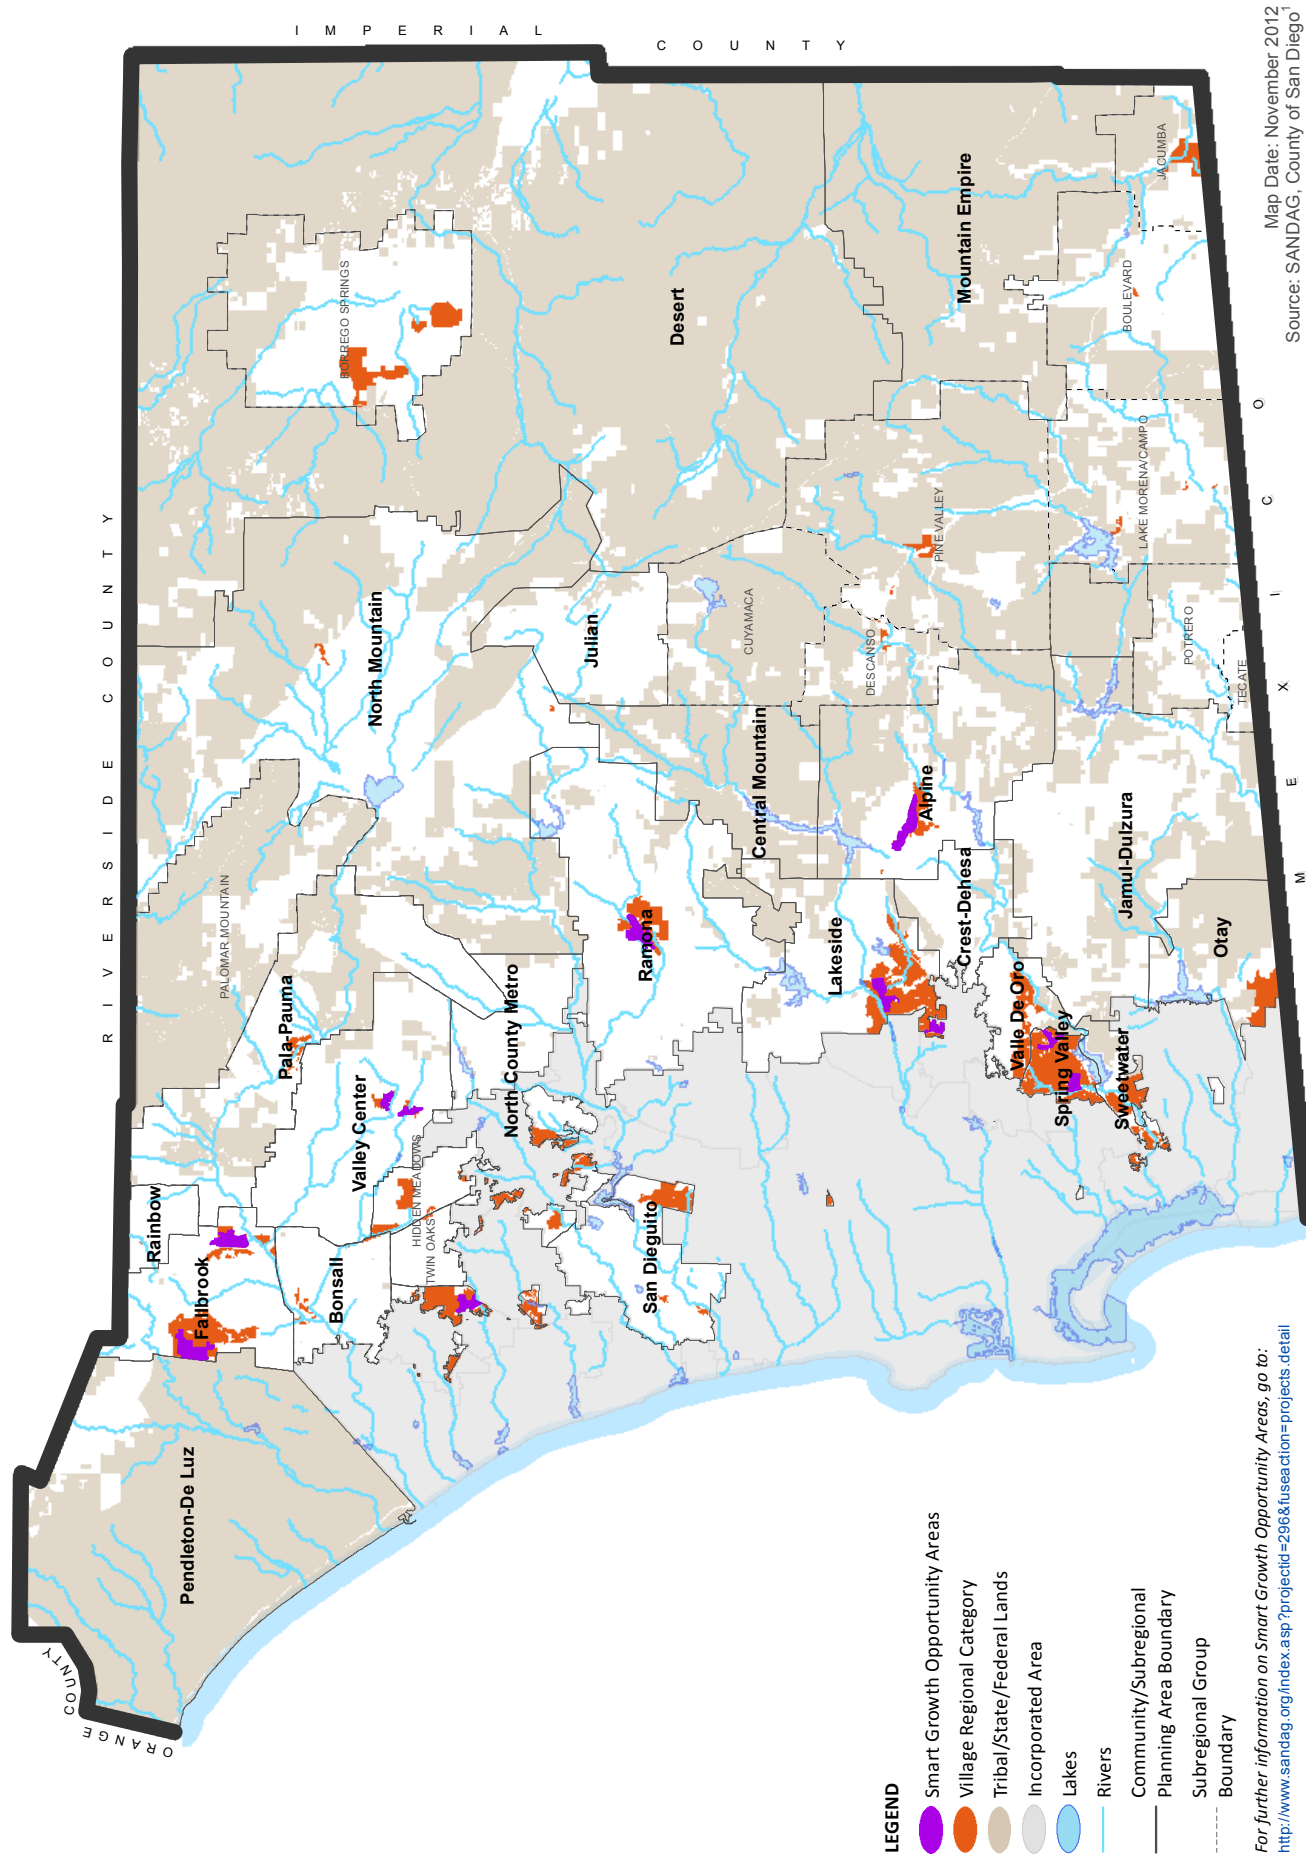 ORANGE
COUNTY
RIVERSIDE COUNTY
IMPERIAL COUNTY
MEXICO
Pendleton-De Luz
Rainbow
Fallbrook
Bonsall
Pala-Pauma
PALOMAR MOUNTAIN
Valley Center
HIDDEN MEADOWS
TWIN OAKS
North County Metro
San Dieguito
North Mountain
BORREGO SPRINGS
Julian
Ramona
Desert
CUYAMACA
Central Mountain
DESCANSO
PINE VALLEY
Lakeside
Alpine
Crest-Dehesa
Valle De Oro
Spring Valley
Sweetwater
Jamul-Dulzura
Otay
Mountain Empire
JACUMBA
BOULEVARD
LAKE MORENA/CAMPO
POTRERO
TECATE
LEGEND
Smart Growth Opportunity Areas
Village Regional Category
Tribal/State/Federal Lands
Incorporated Area
Lakes
Rivers
Community/Subregional
Planning Area Boundary
Subregional Group
Boundary
For further information on Smart Growth Opportunity Areas, go to:
http://www.sandag.org/index.asp?projectid=296&fuseaction=projects.detail
Map Date: November 2012
Source: SANDAG, County of San Diego1